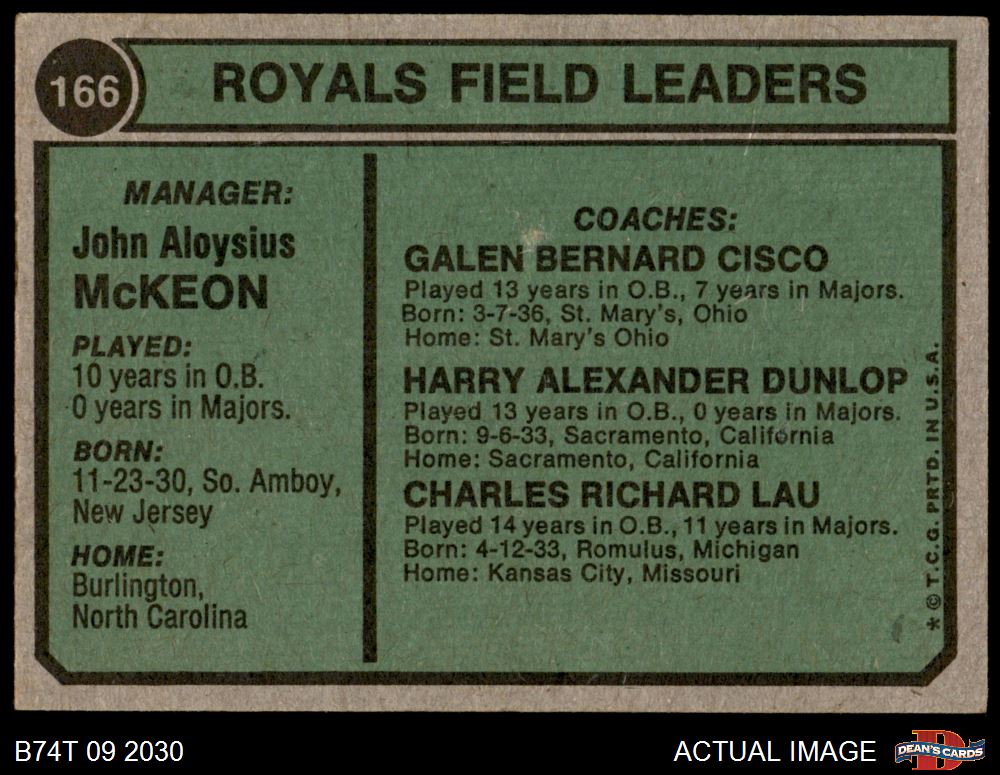 166
ROYALS FIELD LEADERS
MANAGER:
John Aloysius
McKEON
PLAYED:
10 years in O.B.
0 years in Majors.
BORN:
11-23-30, So. Amboy,
New Jersey
HOME:
Burlington,
North Carolina
COACHES:
GALEN BERNARD CISCO
Played 13 years in O.B., 7 years in Majors.
Born: 3-7-36, St. Mary's, Ohio
Home: St. Mary's Ohio
HARRY ALEXANDER DUNLOP
Played 13 years in O.B., 0 years in Majors.
Born: 9-6-33, Sacramento, California
Home: Sacramento, California
CHARLES RICHARD LAU
Played 14 years in O.B., 11 years in Majors.
Born: 4-12-33, Romulus, Michigan
Home: Kansas City, Missouri
* © T.C.G. PRTD. IN U.S.A.
B74T 09 2030
ACTUAL IMAGE
D
DEAN'S CARDS